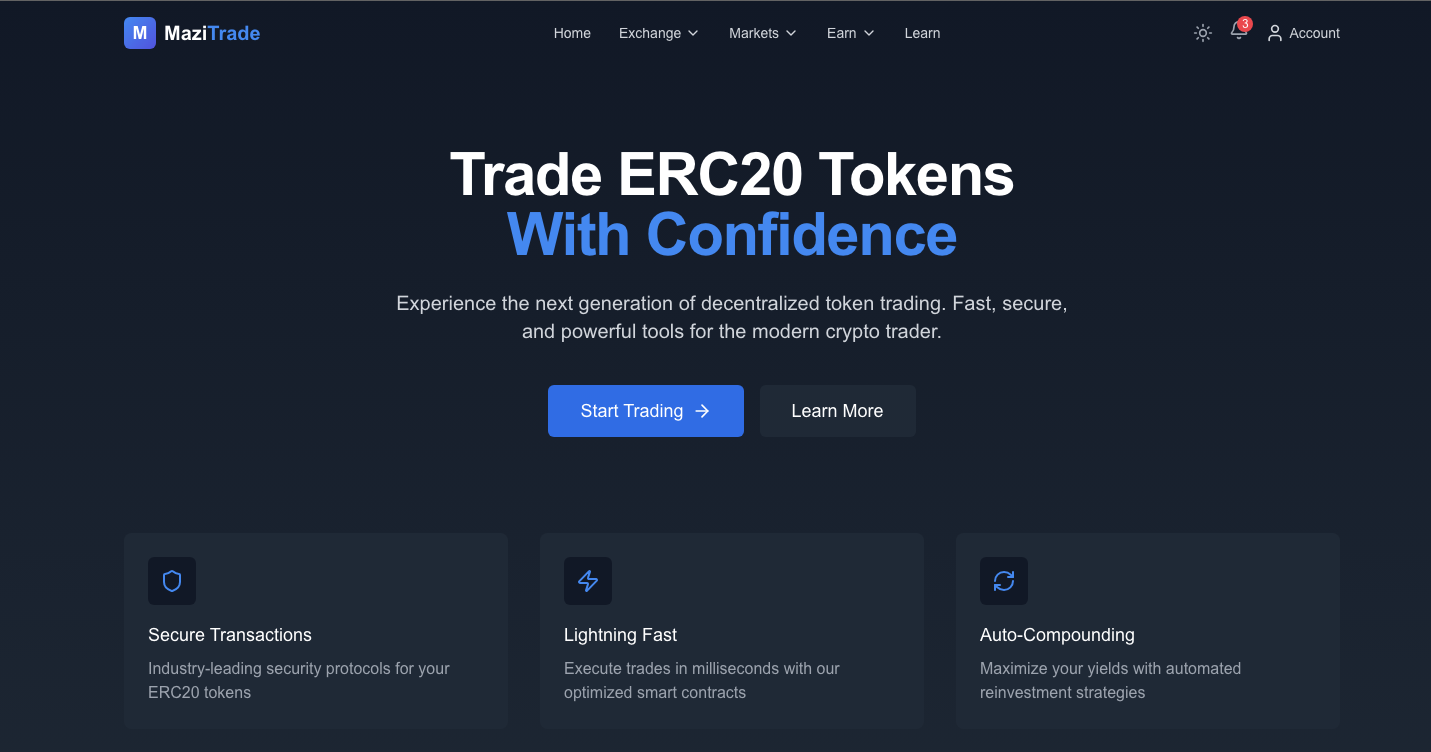 M MaziTrade
Home Exchange Markets Earn Learn
3
Account
Trade ERC20 Tokens
With Confidence
Experience the next generation of decentralized token trading. Fast, secure,
and powerful tools for the modern crypto trader.
Start Trading
Learn More
Secure Transactions
Industry-leading security protocols for your
ERC20 tokens
Lightning Fast
Execute trades in milliseconds with our
optimized smart contracts
Auto-Compounding
Maximize your yields with automated
reinvestment strategies